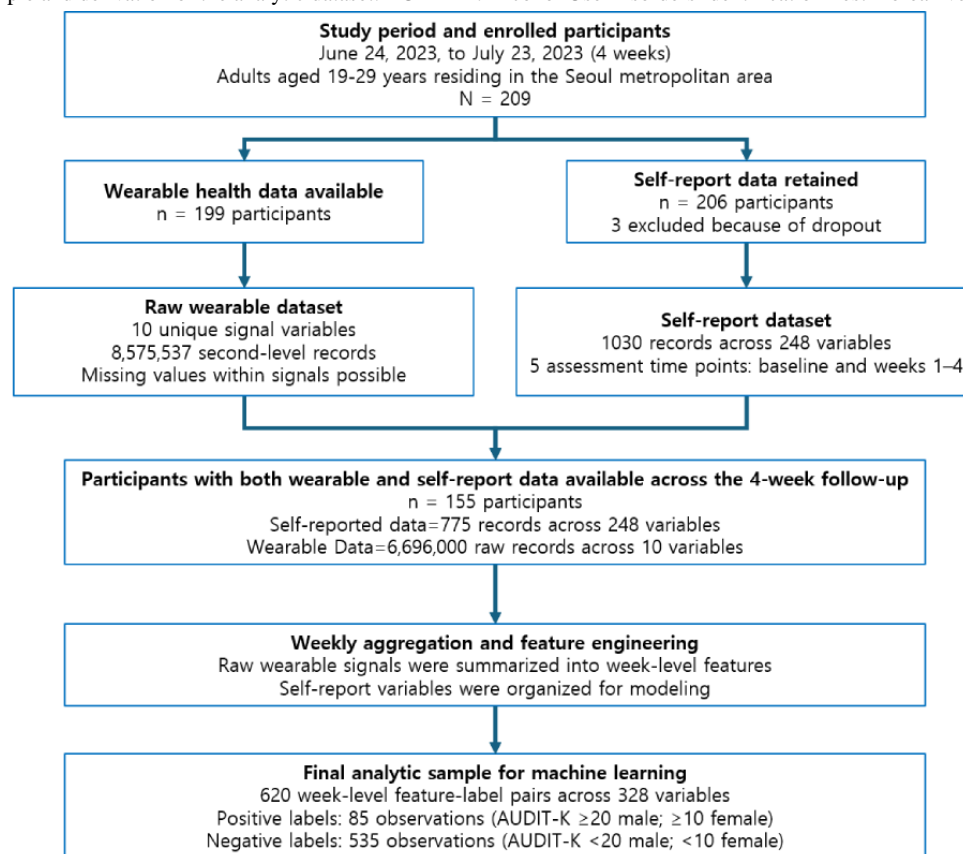 Study period and enrolled participants
June 24, 2023, to July 23, 2023 (4 weeks)
Adults aged 19-29 years residing in the Seoul metropolitan area
N = 209
Wearable health data available
n = 199 participants
Self-report data retained
n = 206 participants
3 excluded because of dropout
Raw wearable dataset
10 unique signal variables
8,575,537 second-level records
Missing values within signals possible
Self-report dataset
1030 records across 248 variables
5 assessment time points: baseline and weeks 1–4
Participants with both wearable and self-report data available across the 4-week follow-up
n = 155 participants
Self-reported data=775 records across 248 variables
Wearable Data=6,696,000 raw records across 10 variables
Weekly aggregation and feature engineering
Raw wearable signals were summarized into week-level features
Self-report variables were organized for modeling
Final analytic sample for machine learning
620 week-level feature-label pairs across 328 variables
Positive labels: 85 observations (AUDIT-K ≥20 male; ≥10 female)
Negative labels: 535 observations (AUDIT-K <20 male; <10 female)